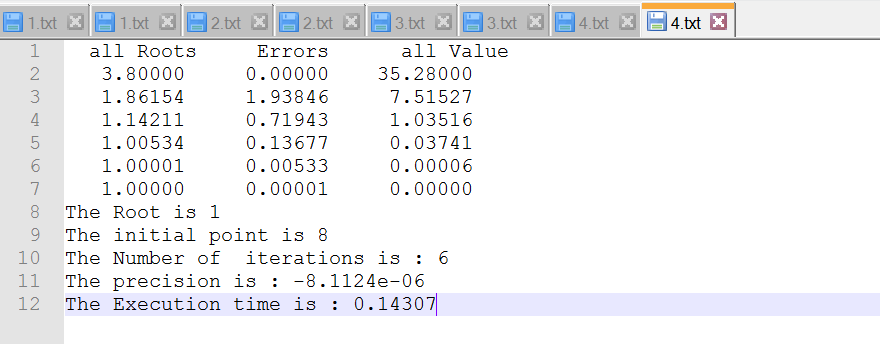 1.txt 1.txt 2.txt 2.txt 3.txt 3.txt 4.txt 4.txt
1 all Roots Errors all Value
2 3.80000 0.00000 35.28000
3 1.86154 1.93846 7.51527
4 1.14211 0.71943 1.03516
5 1.00534 0.13677 0.03741
6 1.00001 0.00533 0.00006
7 1.00000 0.00001 0.00000
8 The Root is 1
9 The initial point is 8
10 The Number of  iterations is : 6
11 The precision is : -8.1124e-06
12 The Execution time is : 0.14307